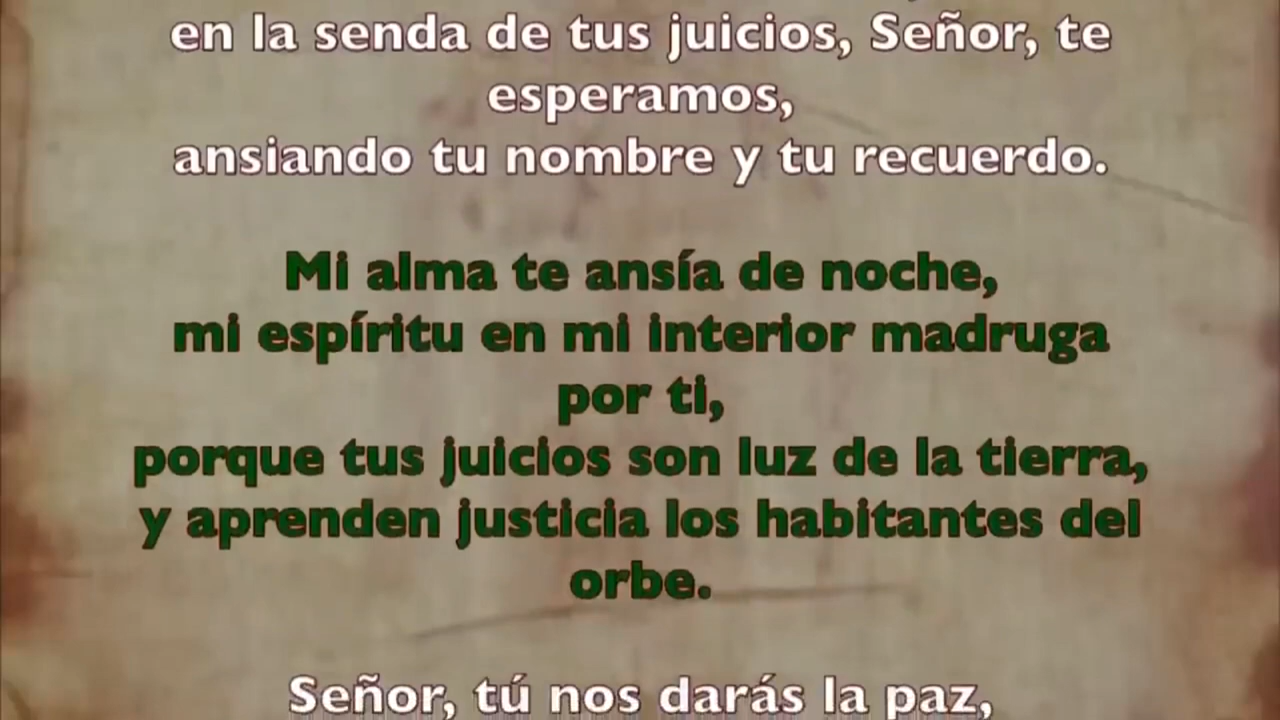 en la senda de tus juicios, Señor, te
esperamos,
ansiando tu nombre y tu recuerdo.
Mi alma te ansía de noche,
mi espíritu en mi interior madruga
por ti,
porque tus juicios son luz de la tierra,
y aprenden justicia los habitantes del
orbe.
Señor, tú nos darás la paz,